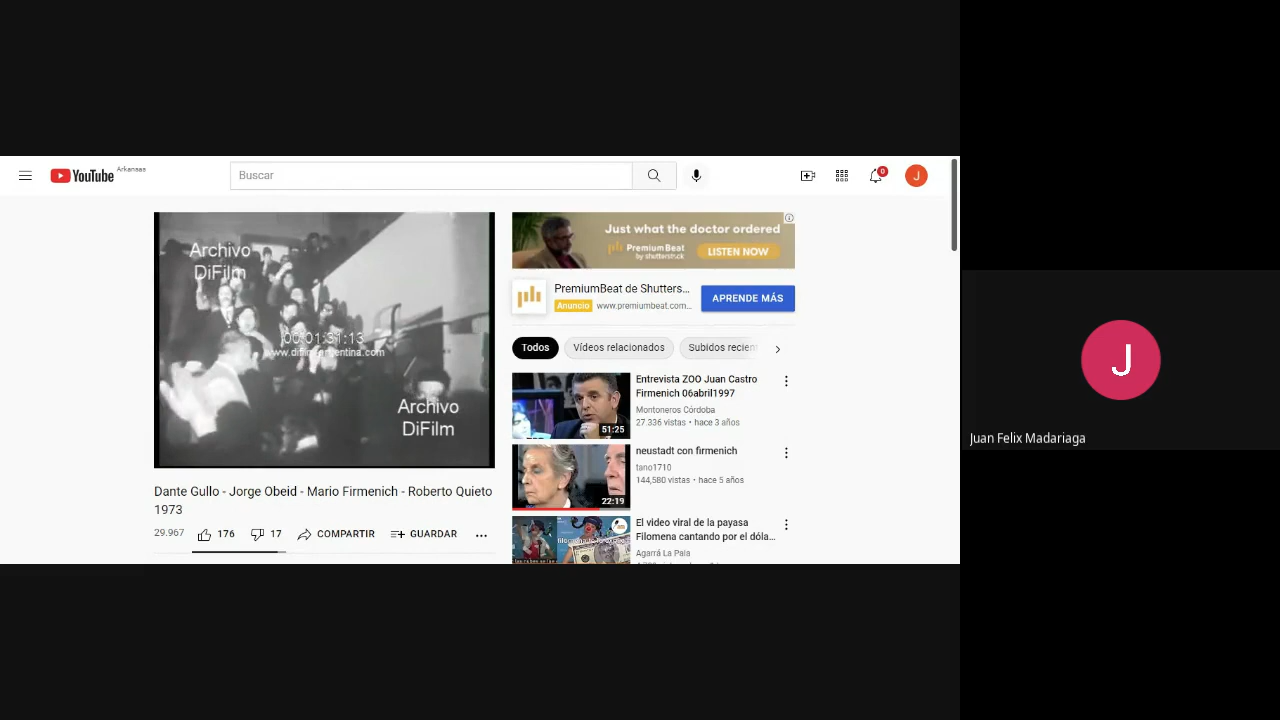 YouTube
Arkansas
Buscar
0
J
Archivo
DiFilm
00:01:31:13
Archivo
DiFilm
Dante Gullo - Jorge Obeid - Mario Firmenich - Roberto Quieto
1973
29.967
176
17
COMPARTIR
GUARDAR
Just what the doctor ordered
PremiumBeat
by shutterstock
LISTEN NOW
PremiumBeat de Shutters...
Anuncio
www.premiumbeat.com...
APRENDE MÁS
Todos
Vídeos relacionados
Subidos recien
51:25
Entrevista ZOO Juan Castro
Firmenich 06abril1997
Montoneros Córdoba
27.336 vistas • hace 3 años
22:19
neustadt con firmenich
tano1710
144,580 vistas • hace 5 años
El video viral de la payasa
Filomena cantando por el dóla...
Agarrá La Pala
J
Juan Felix Madariaga